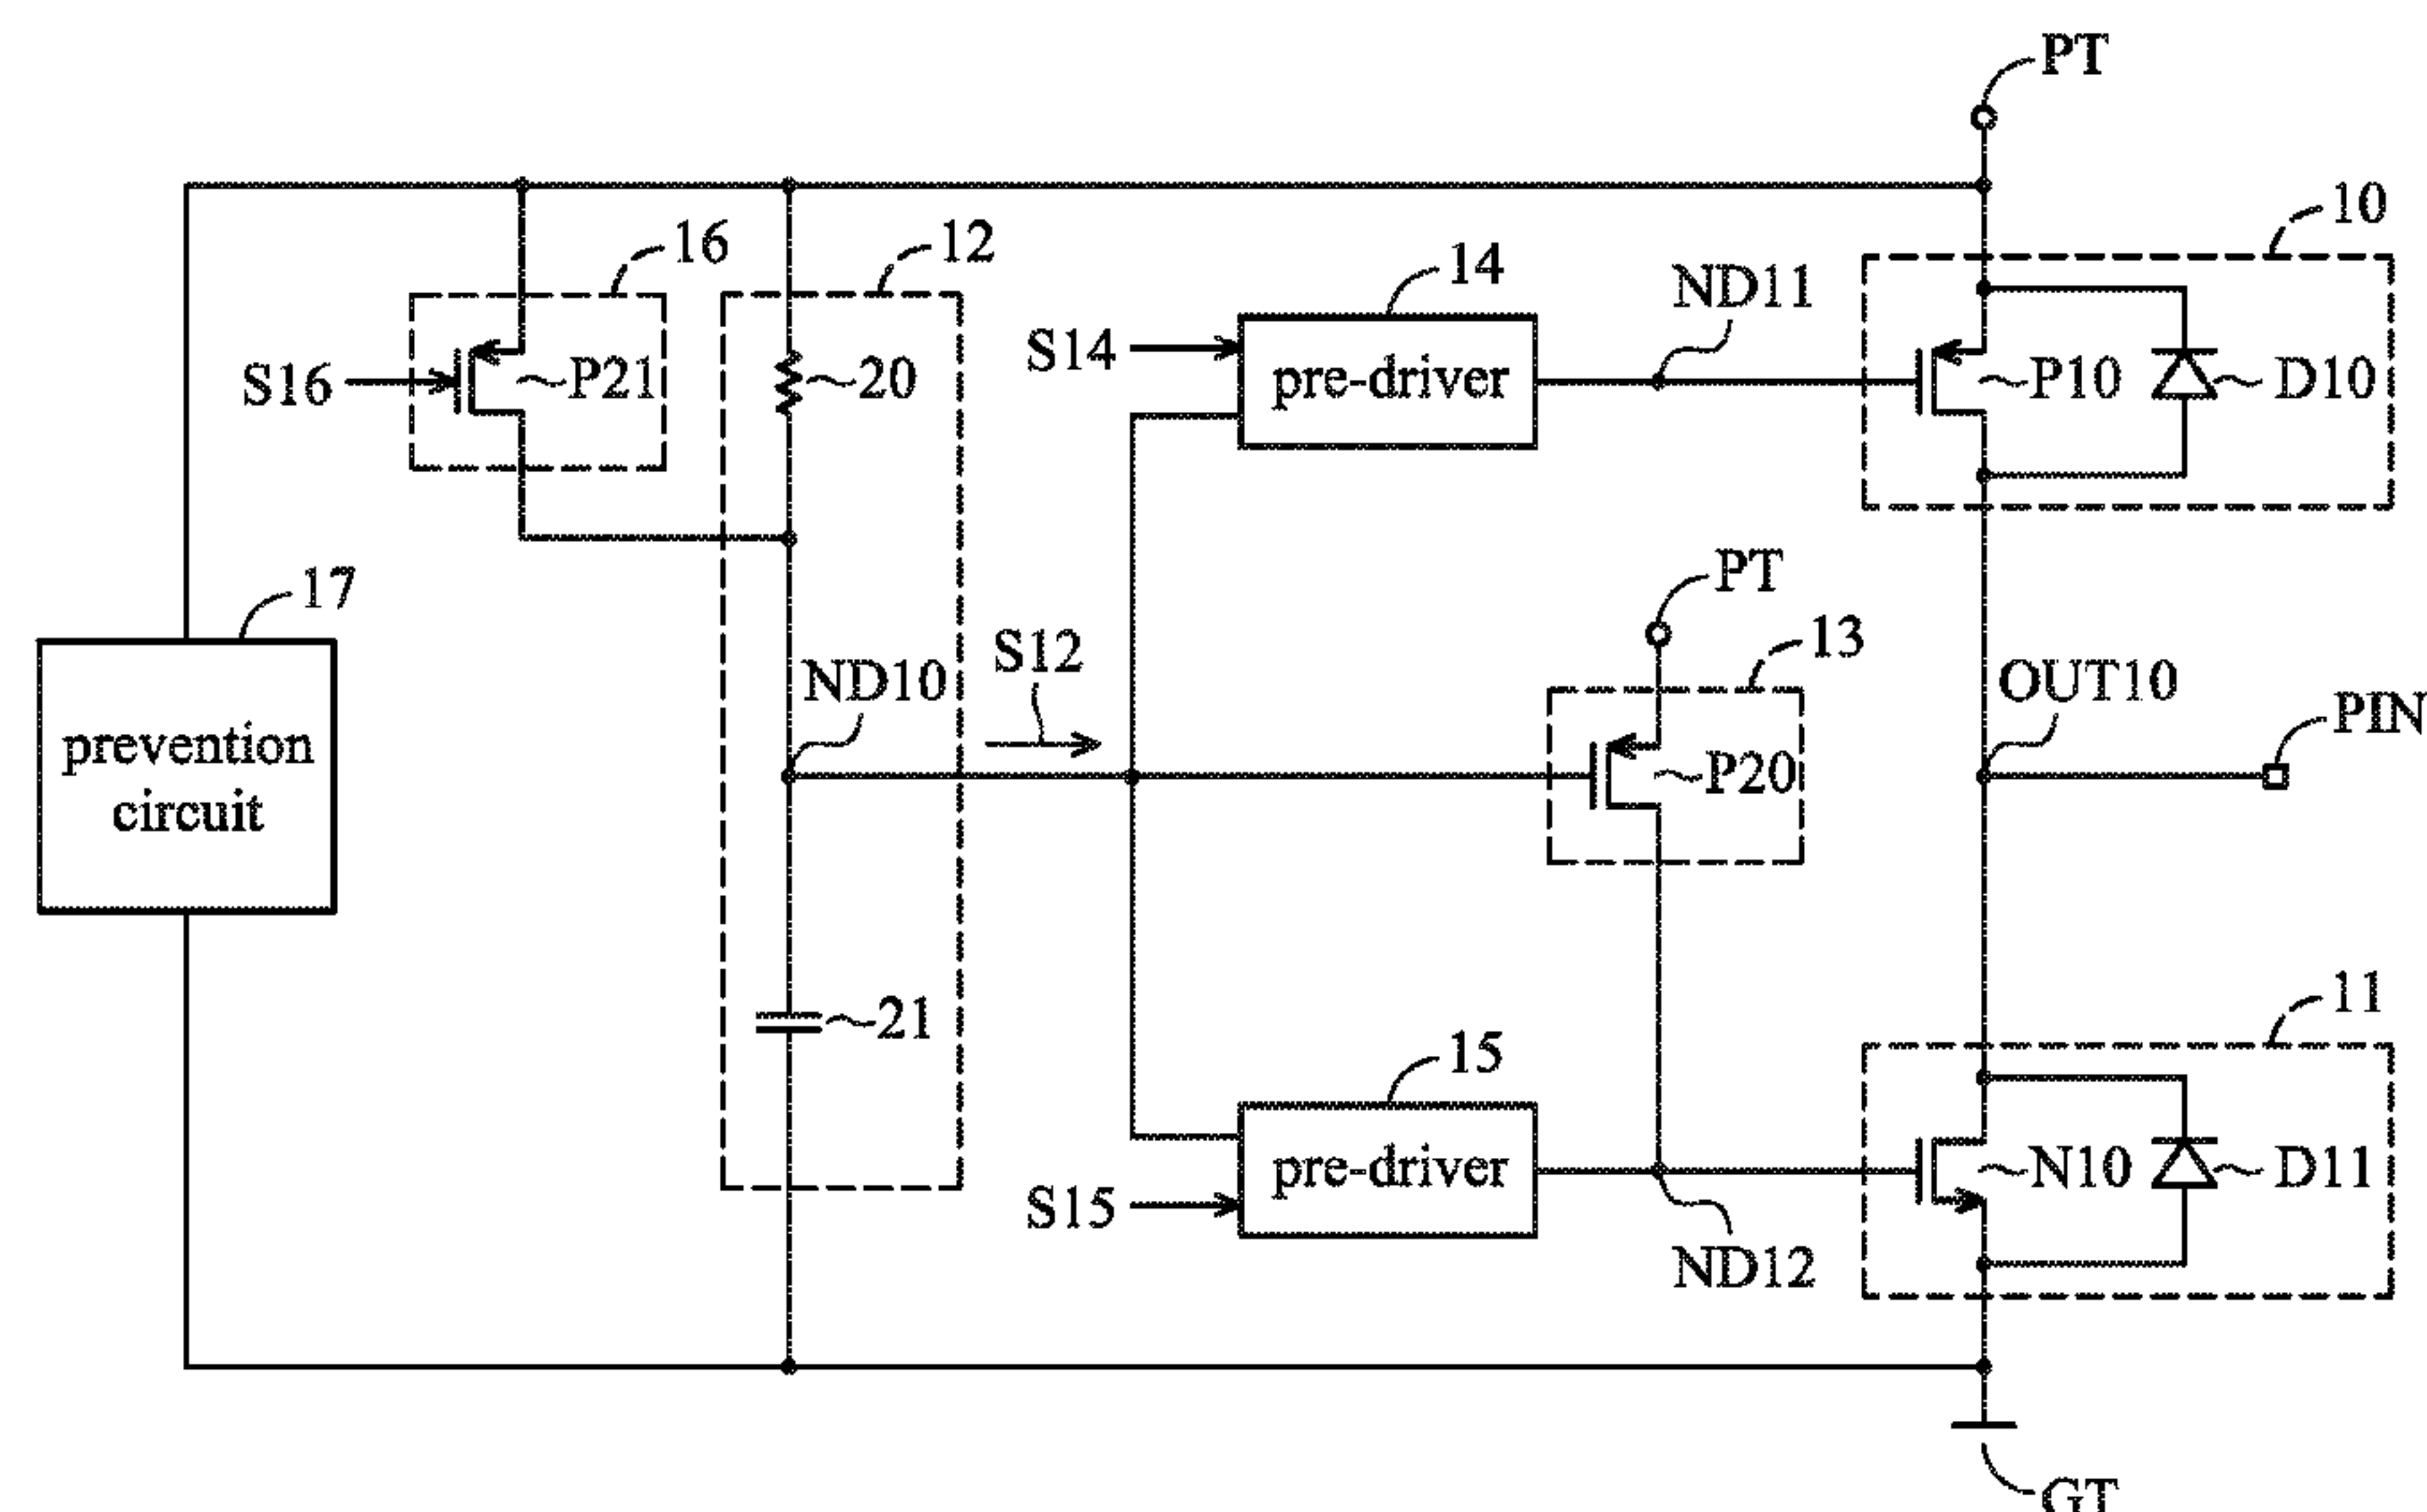 PT
10
16
12
14
ND11
S14
S16
P21
20
pre-driver
P10
D10
PT
17
S12
13
ND10
OUT10
PIN
prevention
circuit
P20
21
15
11
pre-driver
N10
D11
S15
ND12
GT